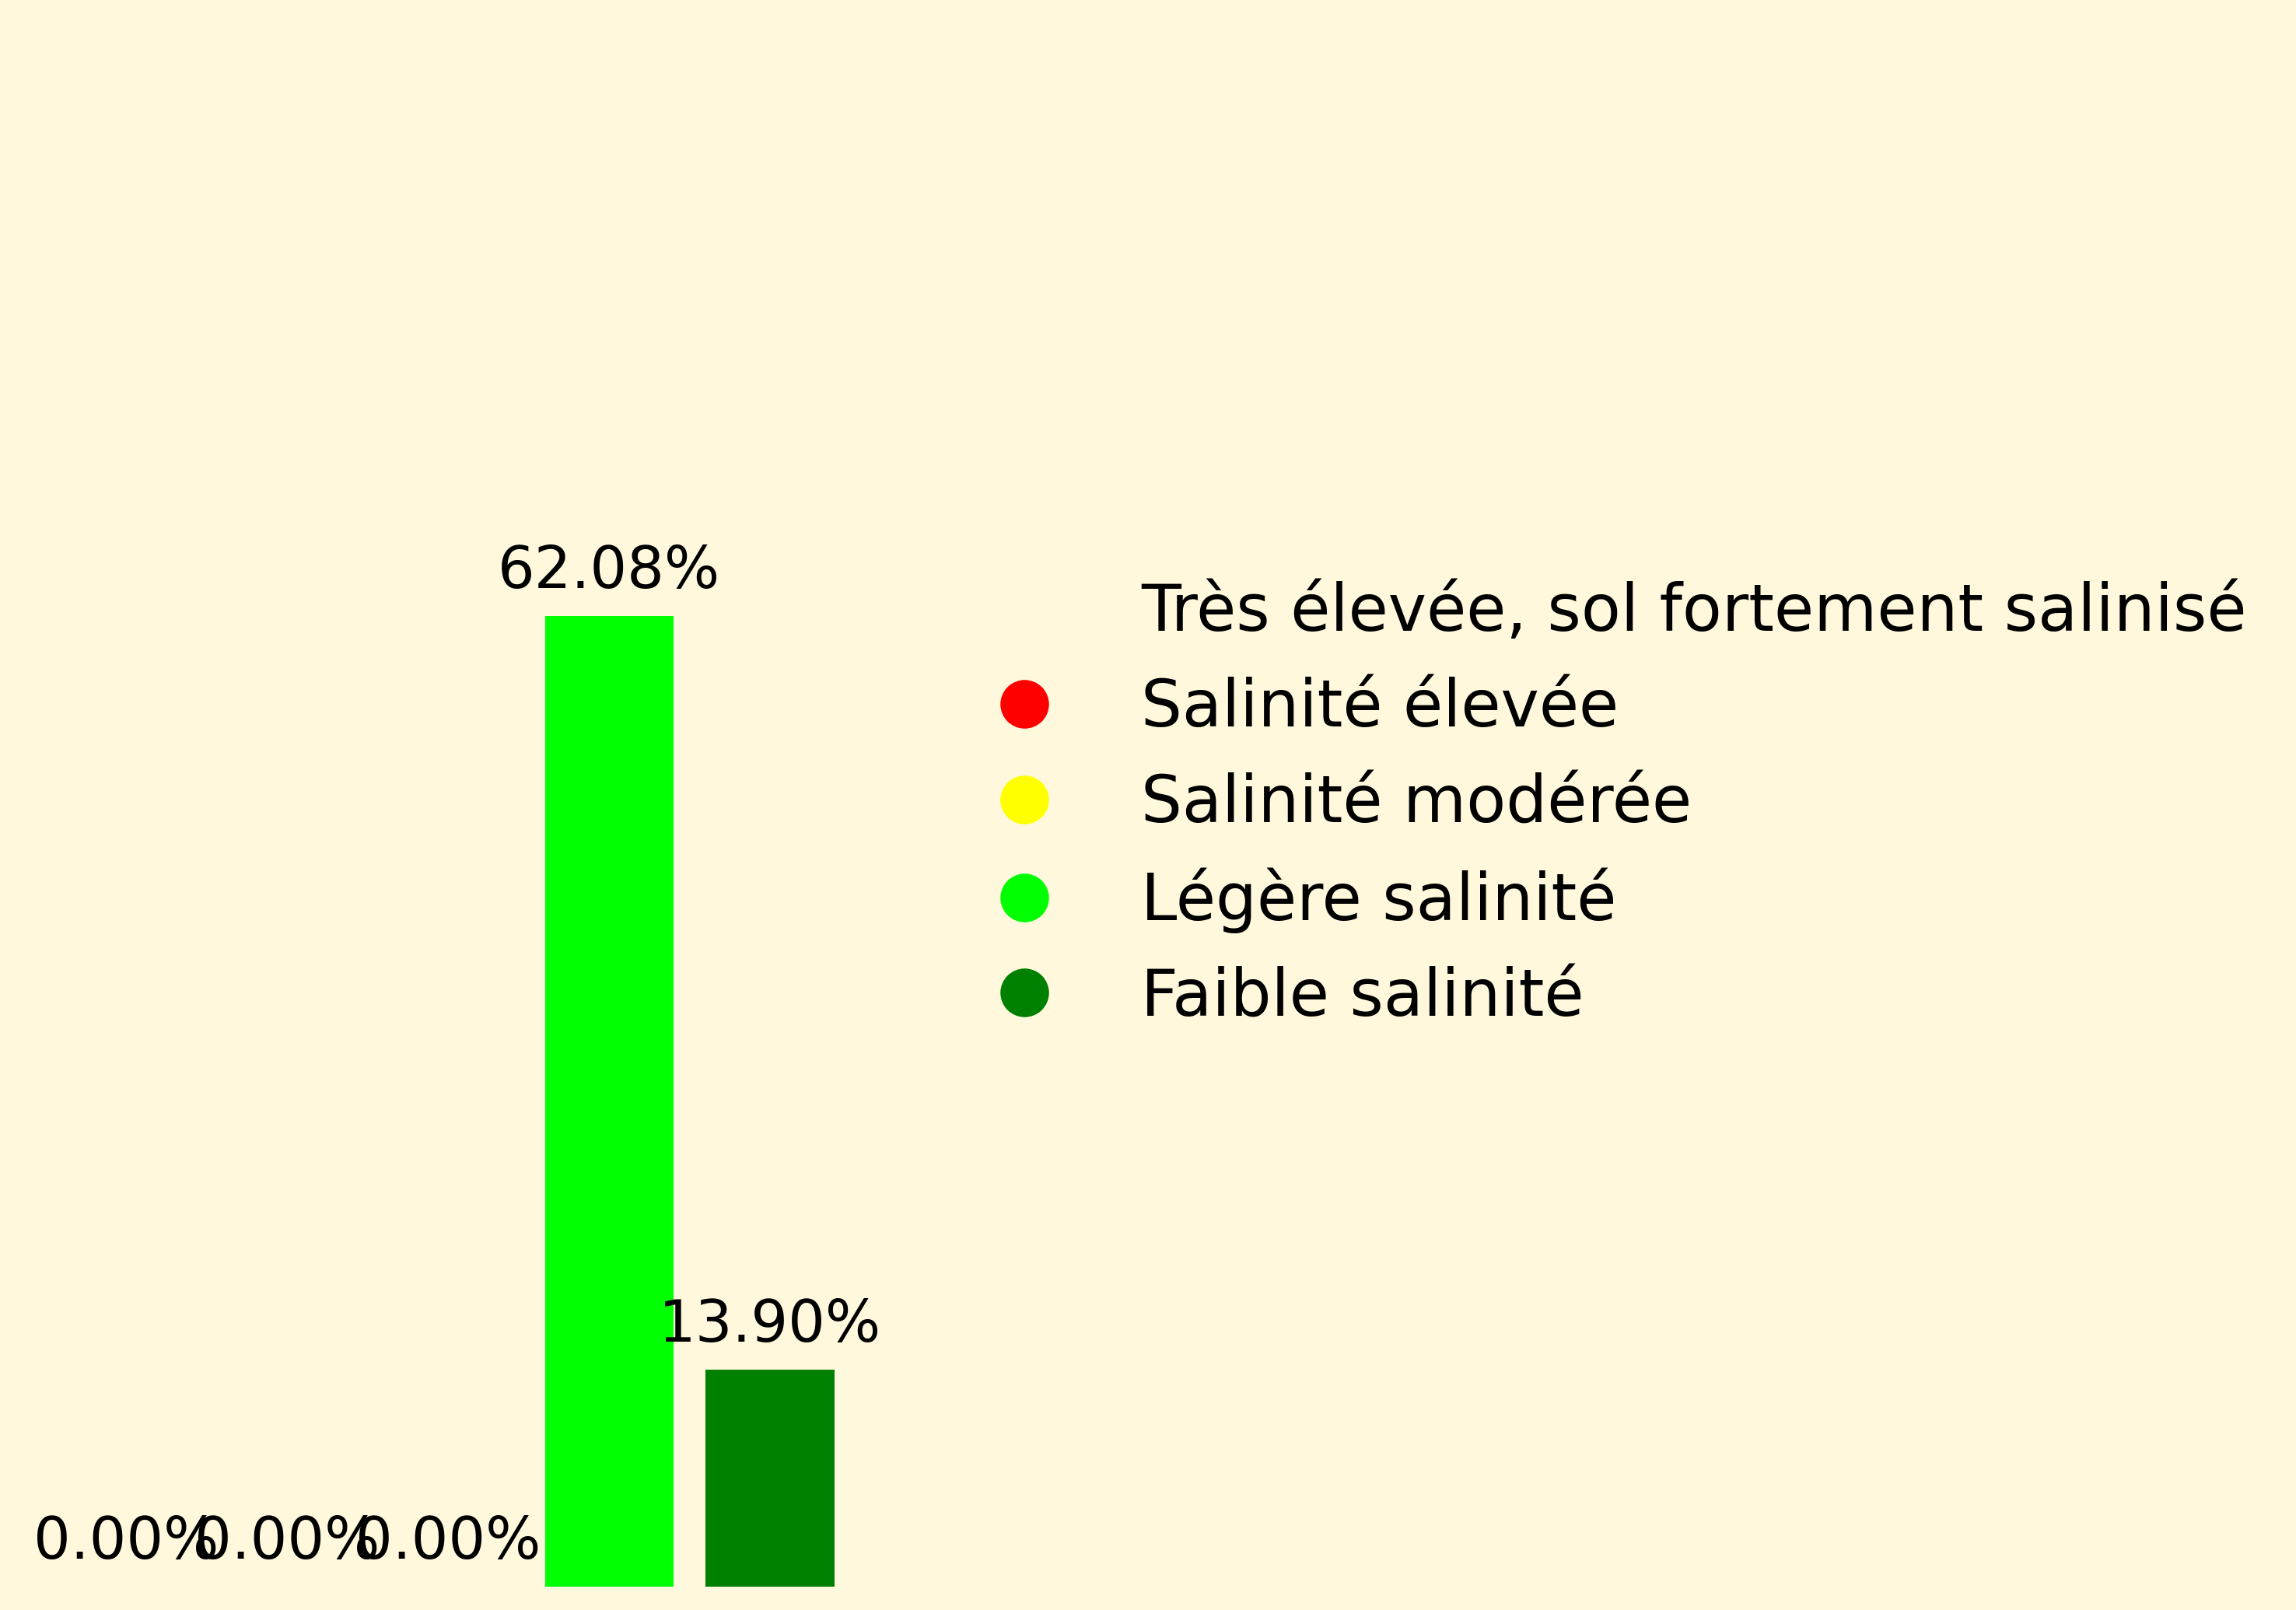 62.08%
13.90%
0.00%
0.00%
0.00%
Très élevée, sol fortement salinisé
Salinité élevée
Salinité modérée
Légère salinité
Faible salinité